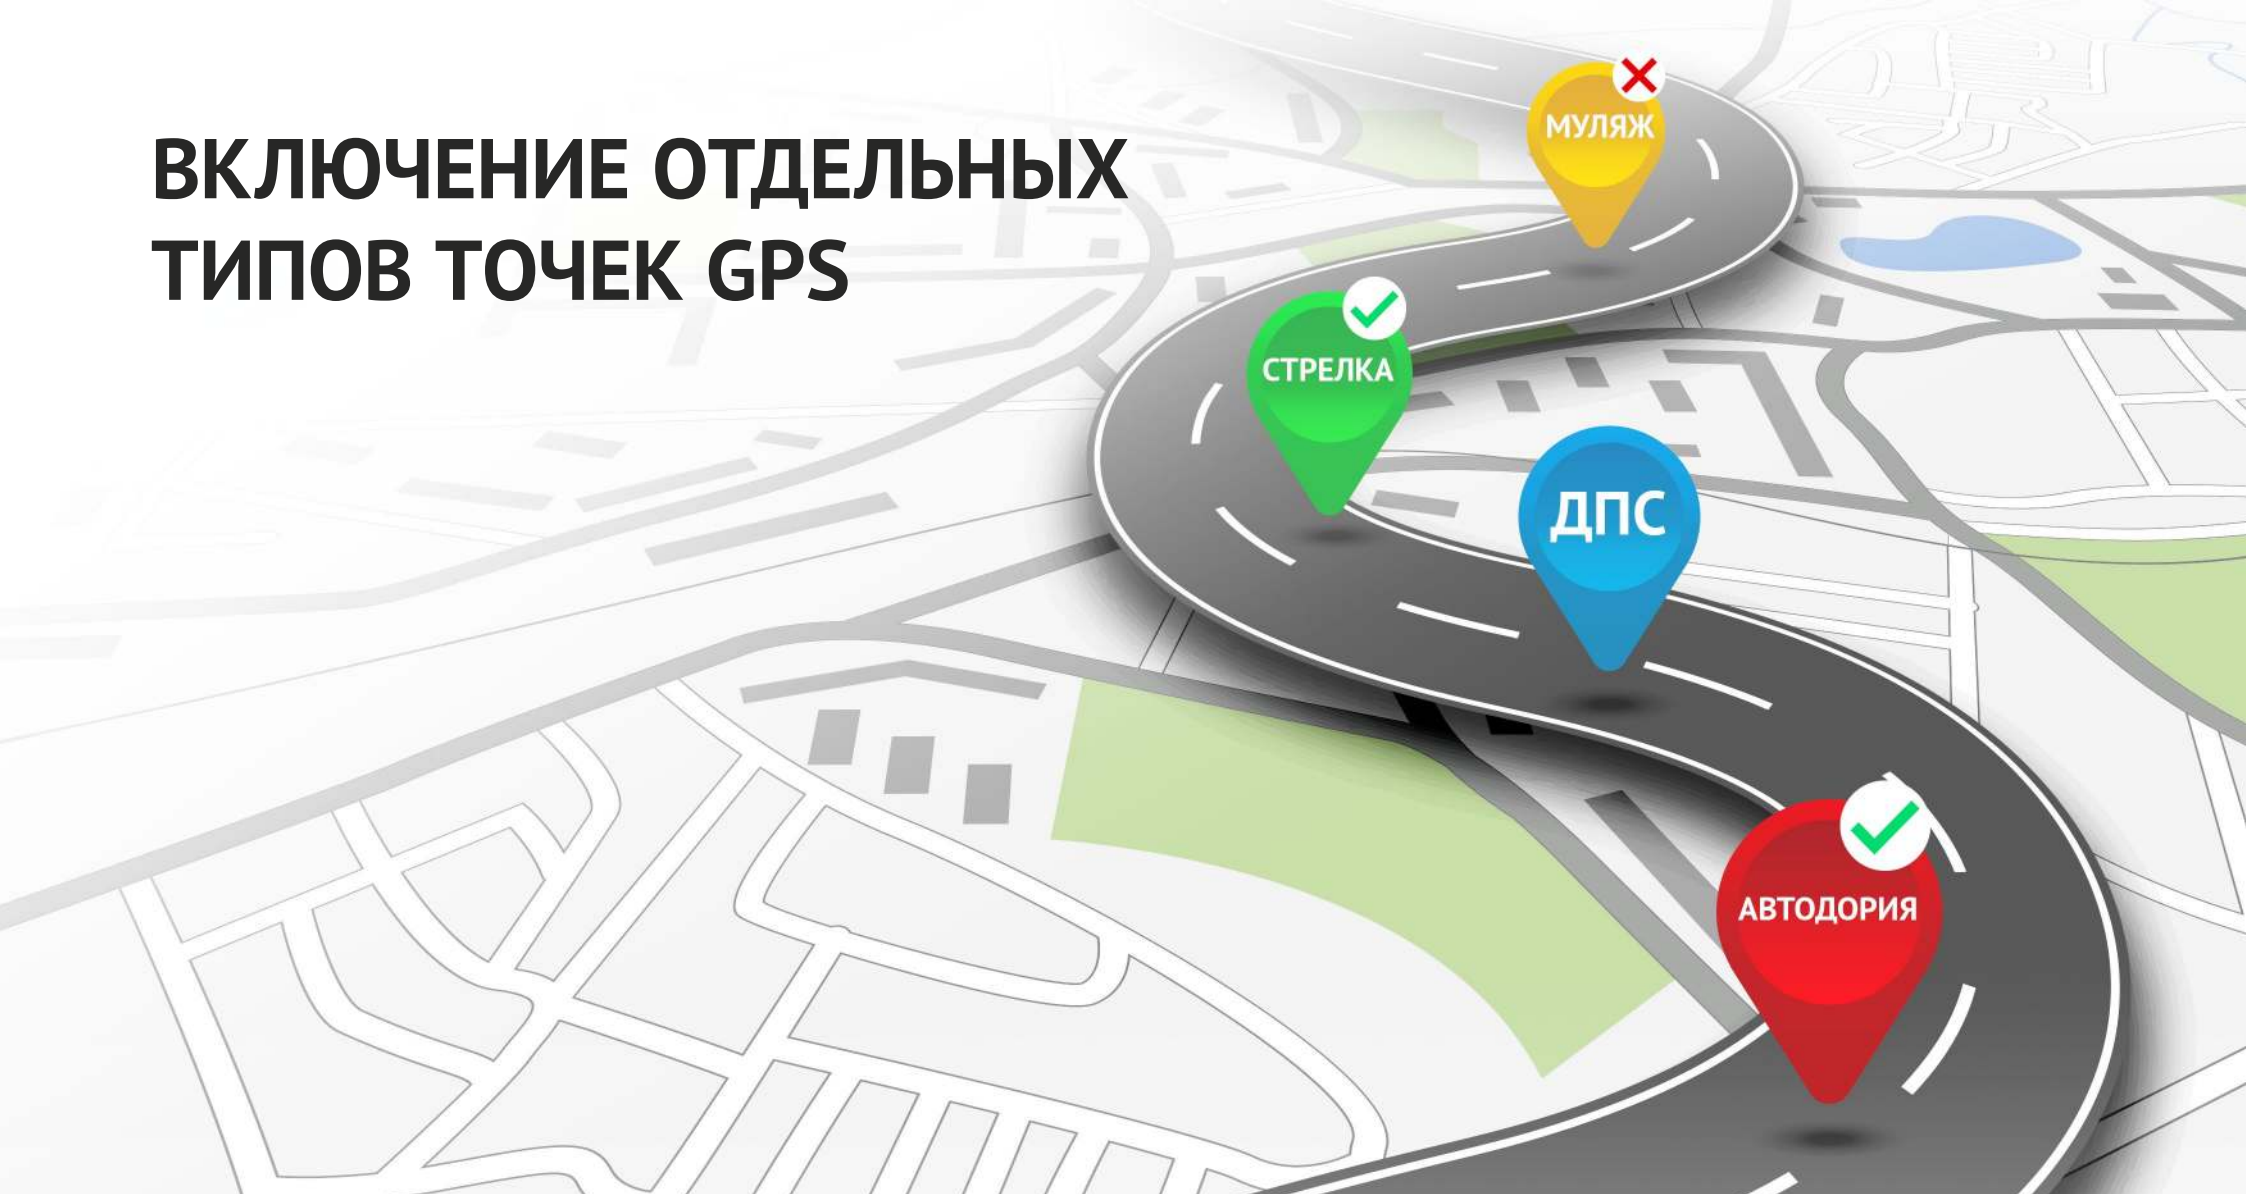 ВКЛЮЧЕНИЕ ОТДЕЛЬНЫХ
ТИПОВ ТОЧЕК GPS
МУЛЯЖ
СТРЕЛКА
ДПС
АВТОДОРИЯ